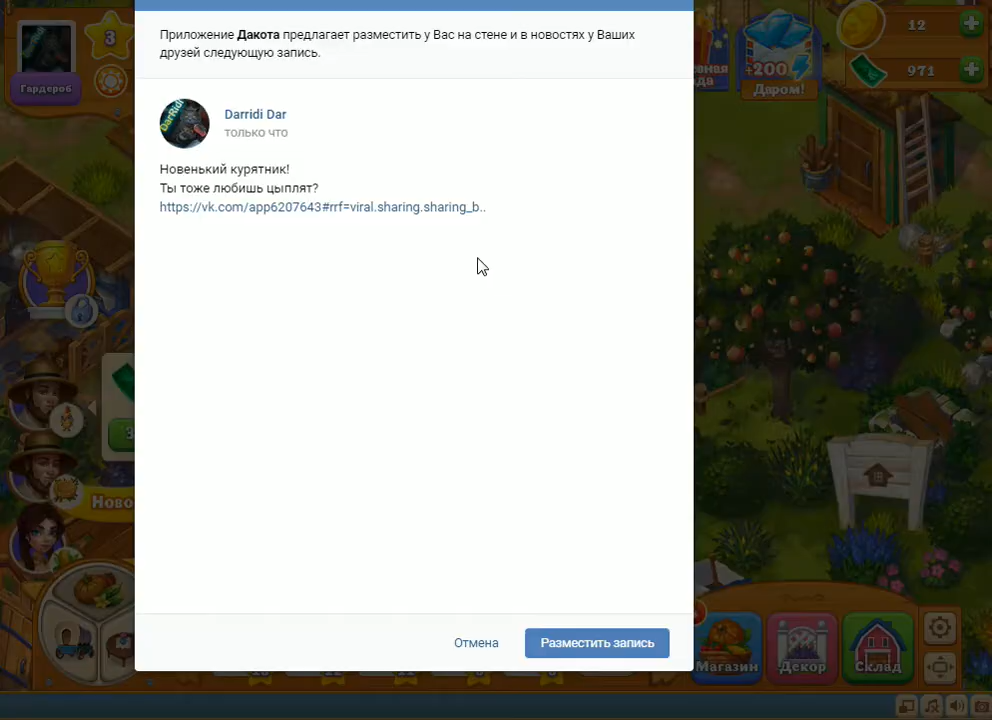 Приложение Дакота предлагает разместить у Вас на стене и в новостях у Ваших
друзей следующую запись.
Darridi Dar
только что
Новенький курятник!
Ты тоже любишь цыплят?
https://vk.com/app6207643#rrf=viral.sharing.sharing_b..
Отмена
Разместить запись
3
Гардероб
+200
Даром!
12
971
Ново
Магазин
Декор
Склад